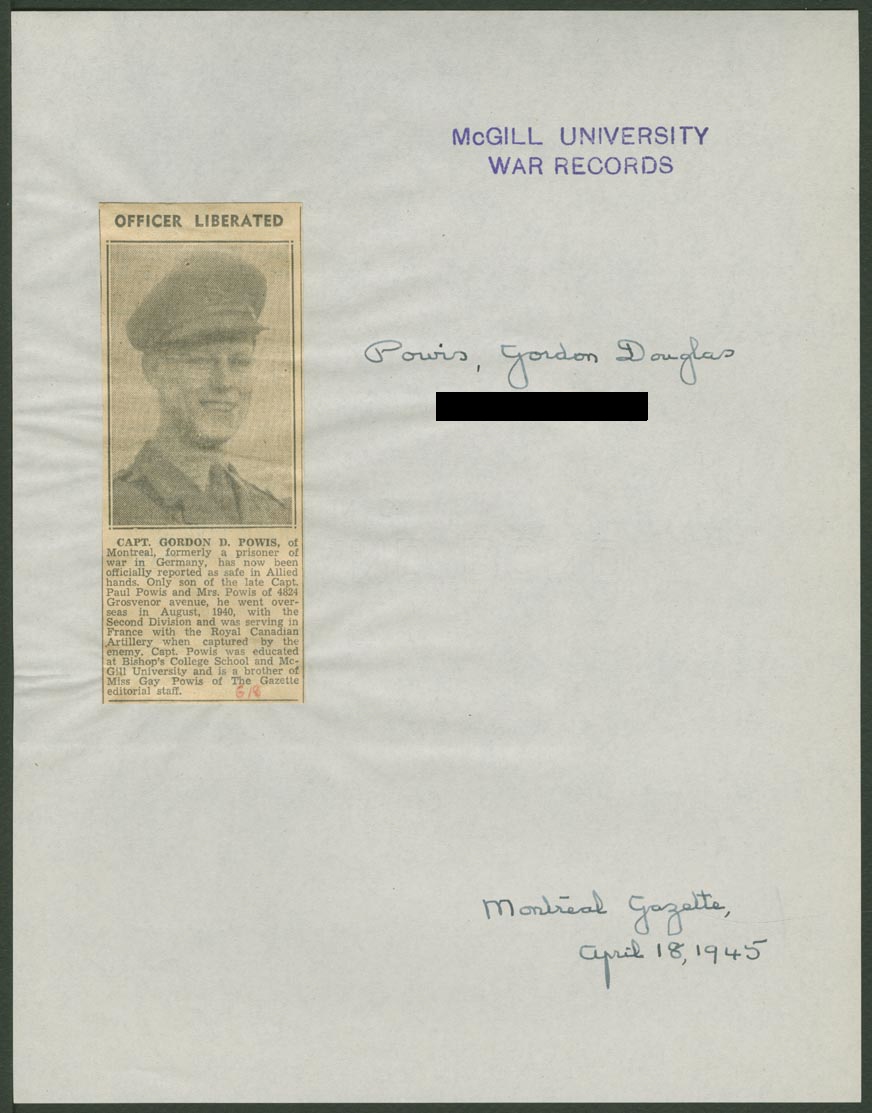 McGILL UNIVERSITY
WAR RECORDS
OFFICER LIBERATED
Powis, Gordon Douglas
CAPT. GORDON D. POWIS, of
Montreal, formerly a prisoner of
war in Germany, has now been
officially reported as safe in Allied
hands. Only son of the late Capt.
Paul Powis and Mrs. Powis of 4824
Grosvenor avenue, he went over-
seas in August, 1940, with the
Second Division and was serving in
France with the Royal Canadian
Artillery when captured by the
enemy. Capt. Powis was educated
at Bishop's College School and Mc-
Gill University and is a brother of
Miss Gay Powis of The Gazette
editorial staff.
Montreal Gazette,
April 18, 1945